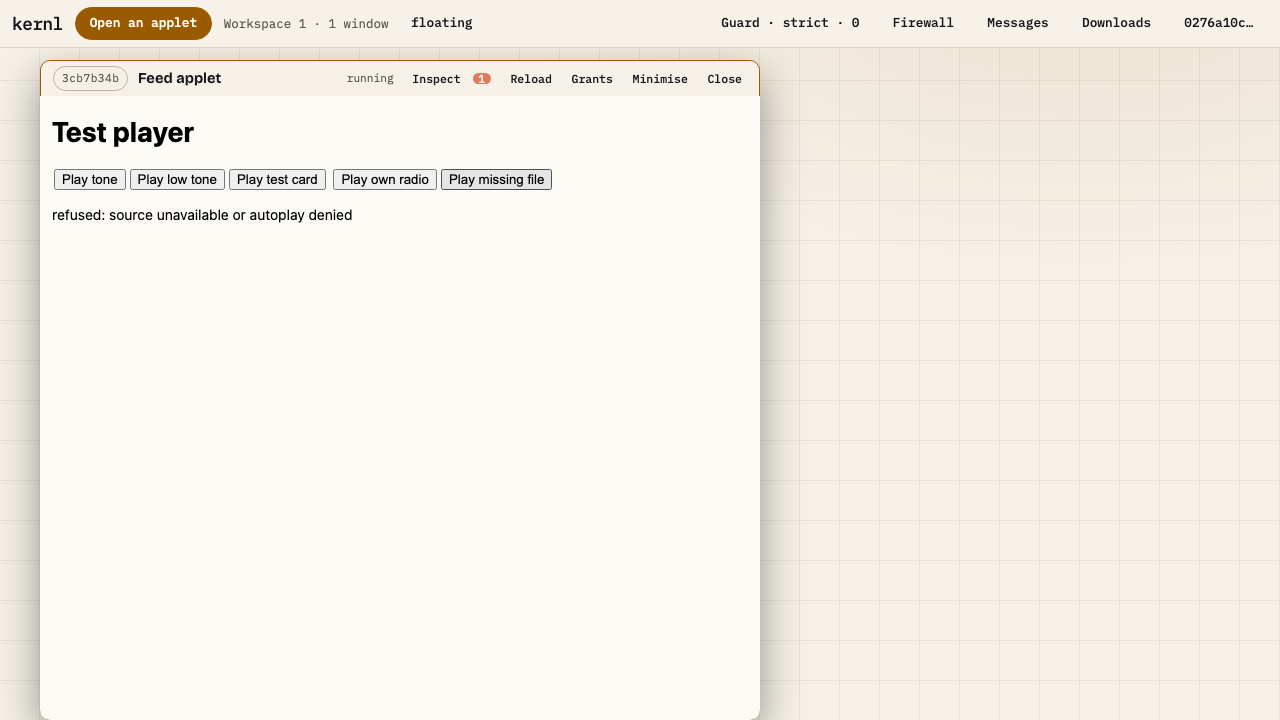 kernl Open an applet Workspace 1 · 1 window floating Guard · strict · 0 Firewall Messages Downloads 0276a10c…
3cb7b34b Feed applet running Inspect 1 Reload Grants Minimise Close
Test player
Play tone Play low tone Play test card Play own radio Play missing file
refused: source unavailable or autoplay denied